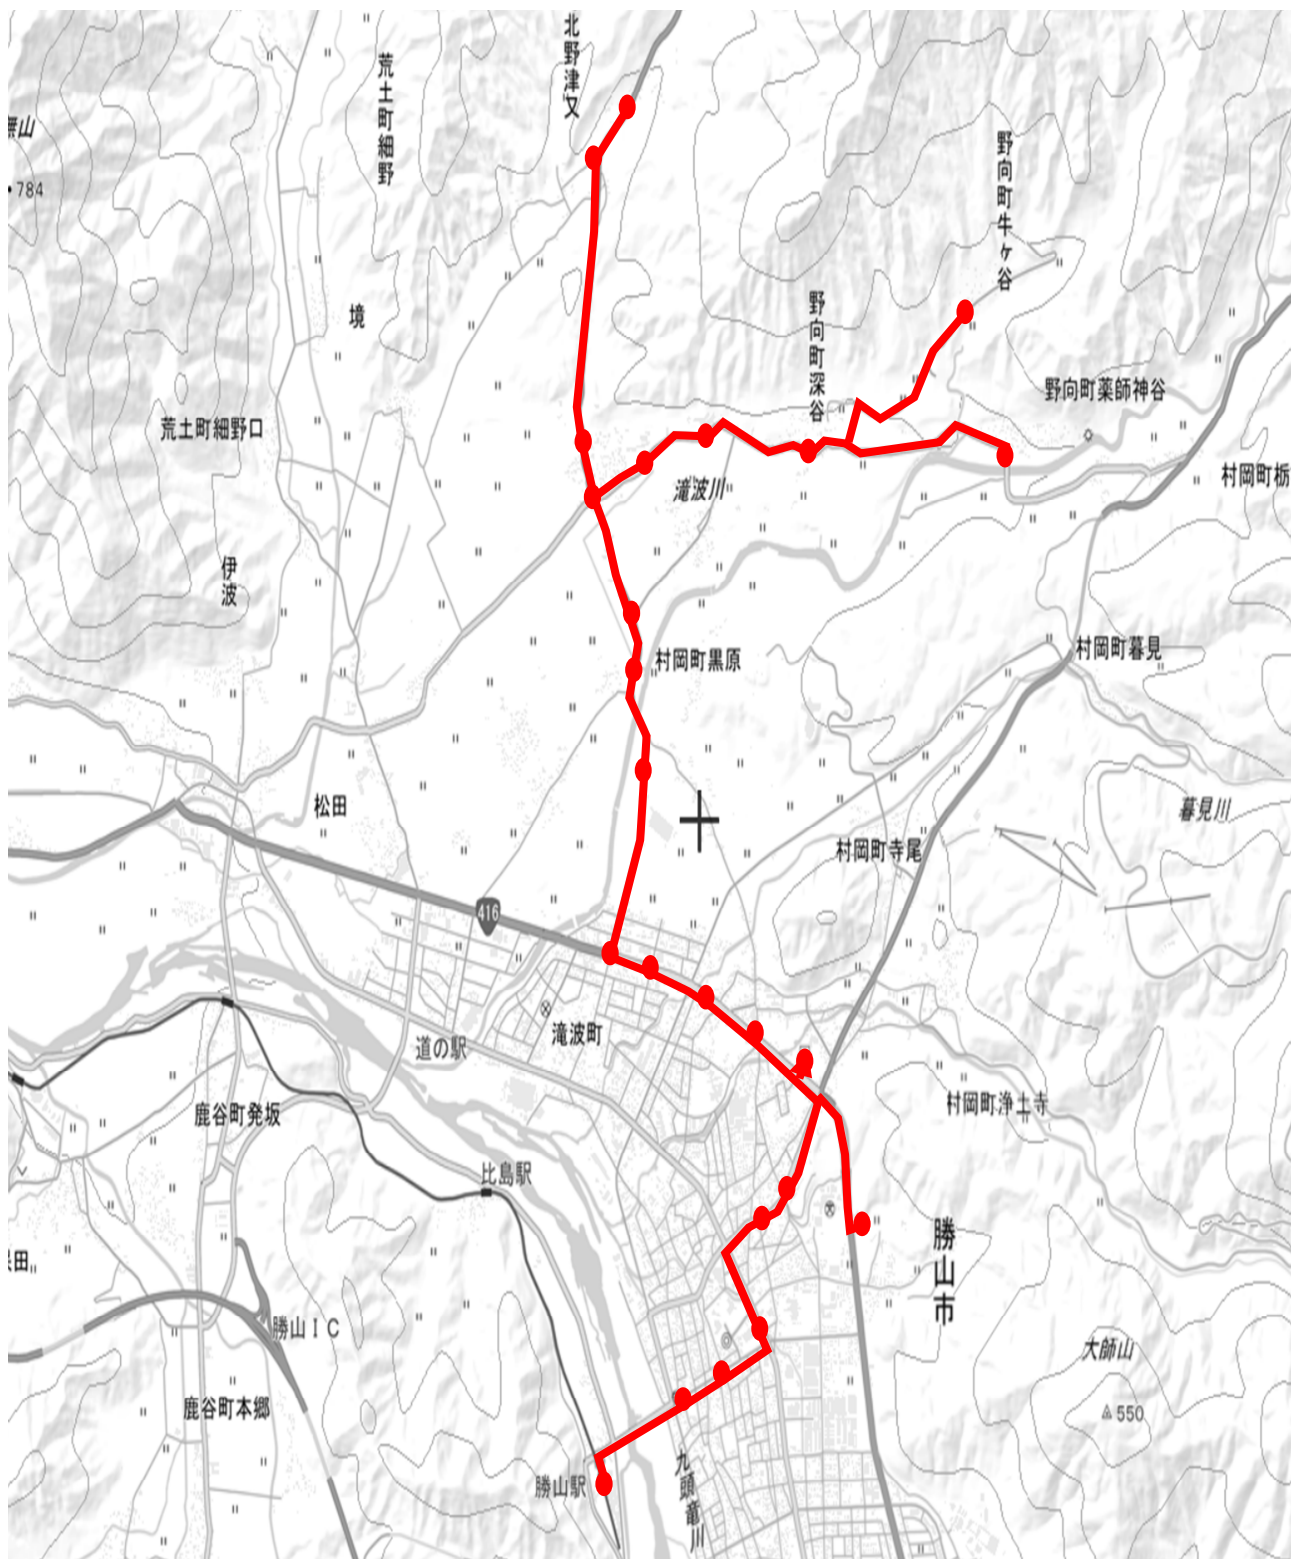 北野津又
荒土町細野
無山
784
野向町牛ヶ谷
野向町深谷
境
野向町薬師神谷
荒土町細野口
村岡町栃
滝波川
伊波
村岡町黒原
村岡町暮見
松田
暮見川
村岡町寺尾
416
滝波町
道の駅
鹿谷町発坂
村岡町浄土寺
比島駅
勝山市
田
勝山IC
大師山
鹿谷町本郷
550
勝山駅
九頭竜川